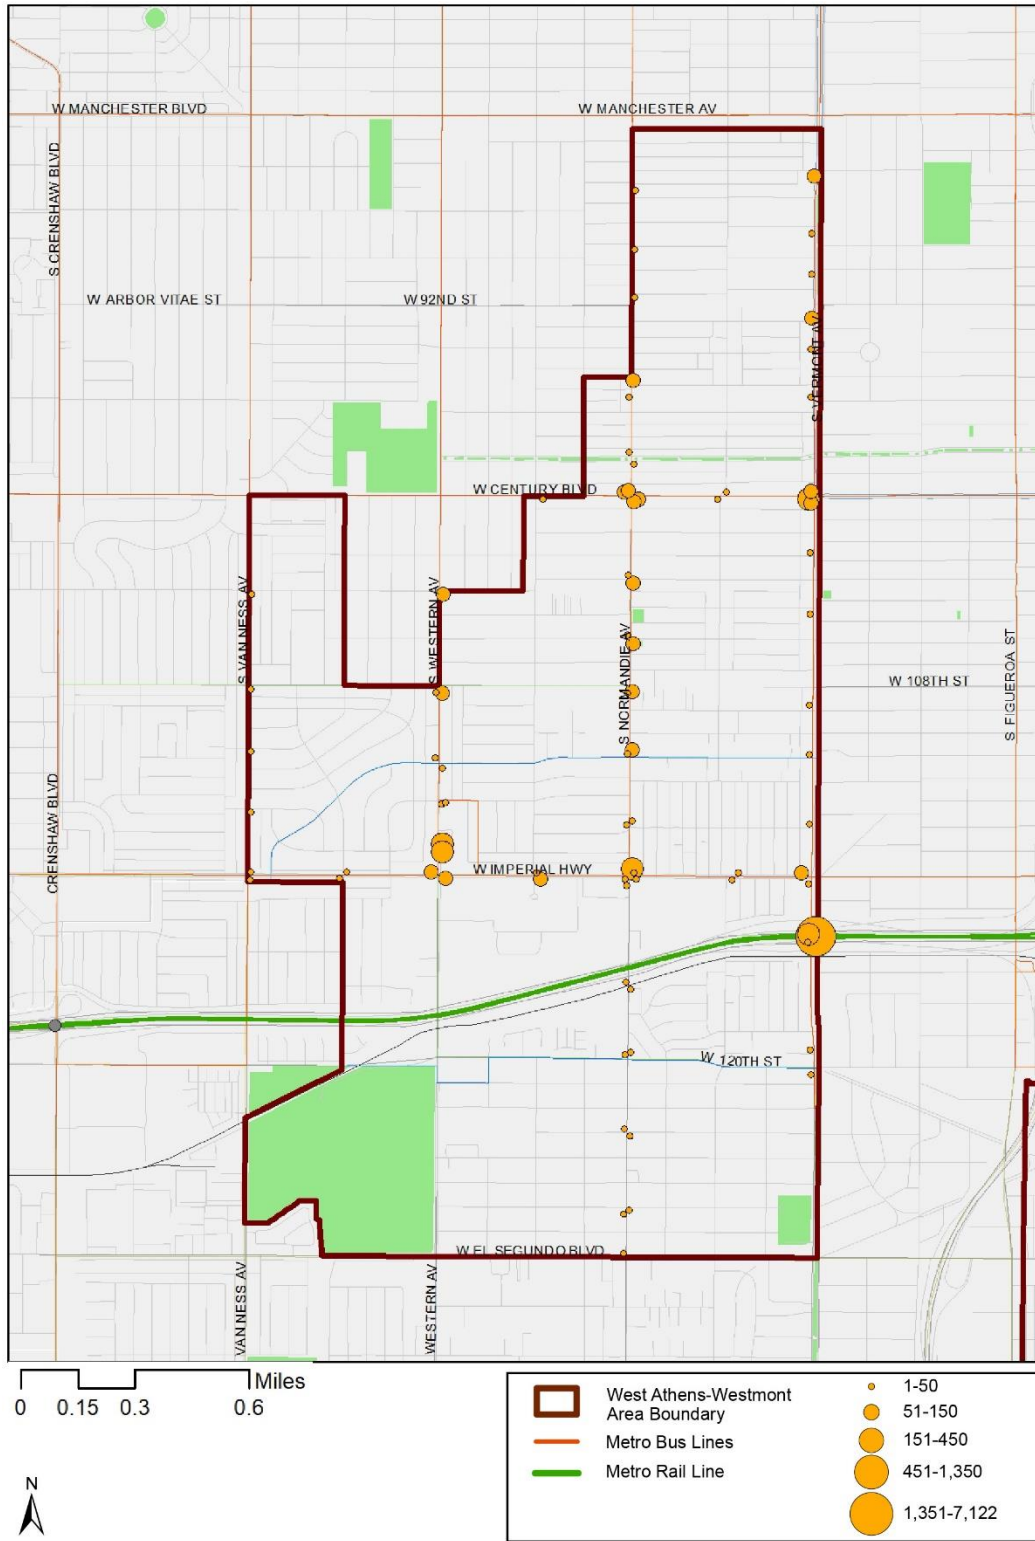 W MANCHESTER BLVD
W MANCHESTER AV
S CRENSHAW BLVD
W ARBOR VITAE ST
W 92ND ST
S VERMONT AV
W CENTURY BLVD
S VAN NESS AV
S WESTERN AV
S NORMANDIE AV
S FIGUEROA ST
W 108TH ST
CRENSHAW BLVD
W IMPERIAL HWY
W 120TH ST
W EL SEGUNDO BLVD
VAN NESS AV
WESTERN AV
Miles
0 0.15 0.3 0.6
N
West Athens-Westmont
Area Boundary
Metro Bus Lines
Metro Rail Line
1-50
51-150
151-450
451-1,350
1,351-7,122